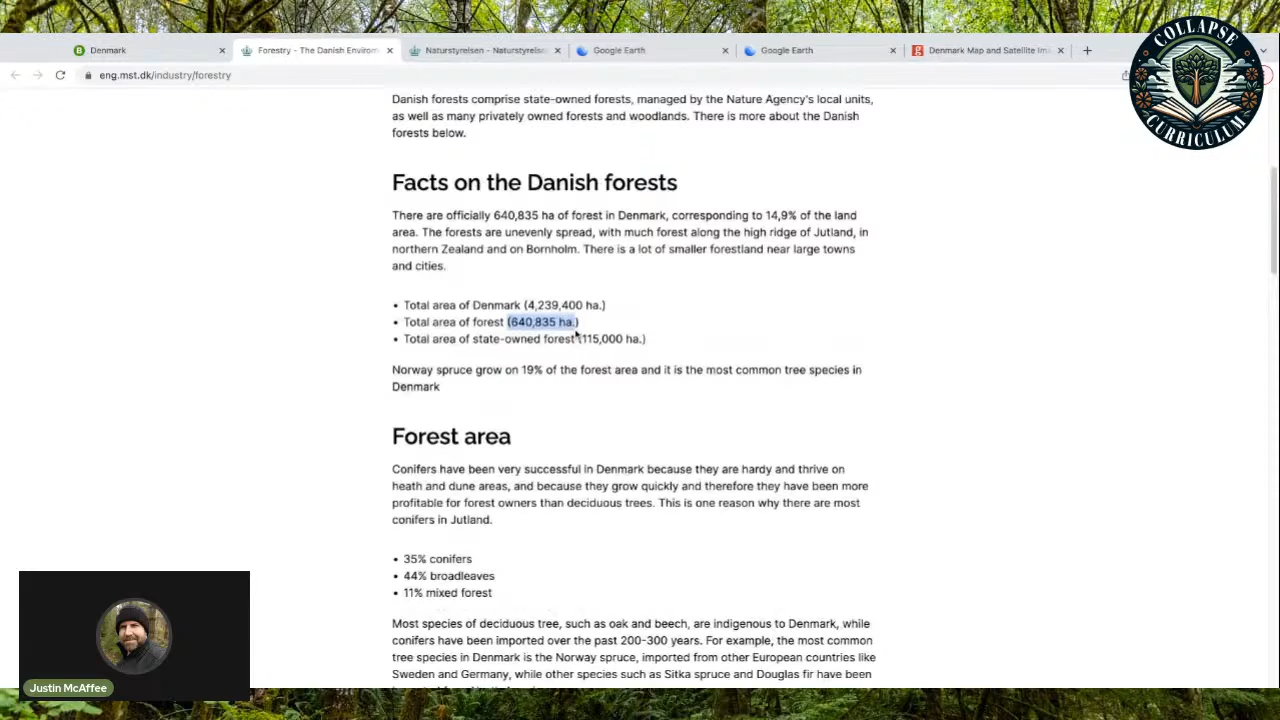 Denmark
Forestry - The Danish Environ
Naturstyrelsen - Naturstyrels
Google Earth
Google Earth
Denmark Map and Satellite Im
eng.mst.dk/industry/forestry
COLLAPSE
CURRICULUM
Danish forests comprise state-owned forests, managed by the Nature Agency's local units,
as well as many privately owned forests and woodlands. There is more about the Danish
forests below.
Facts on the Danish forests
There are officially 640,835 ha of forest in Denmark, corresponding to 14,9% of the land
area. The forests are unevenly spread, with much forest along the high ridge of Jutland, in
northern Zealand and on Bornholm. There is a lot of smaller forestland near large towns
and cities.
• Total area of Denmark (4,239,400 ha.)
• Total area of forest (640,835 ha.)
• Total area of state-owned forest (115,000 ha.)
Norway spruce grow on 19% of the forest area and it is the most common tree species in
Denmark
Forest area
Conifers have been very successful in Denmark because they are hardy and thrive on
heath and dune areas, and because they grow quickly and therefore they have been more
profitable for forest owners than deciduous trees. This is one reason why there are most
conifers in Jutland.
• 35% conifers
• 44% broadleaves
• 11% mixed forest
Most species of deciduous tree, such as oak and beech, are indigenous to Denmark, while
conifers have been imported over the past 200-300 years. For example, the most common
tree species in Denmark is the Norway spruce, imported from other European countries like
Sweden and Germany, while other species such as Sitka spruce and Douglas fir have been
Justin McAffee